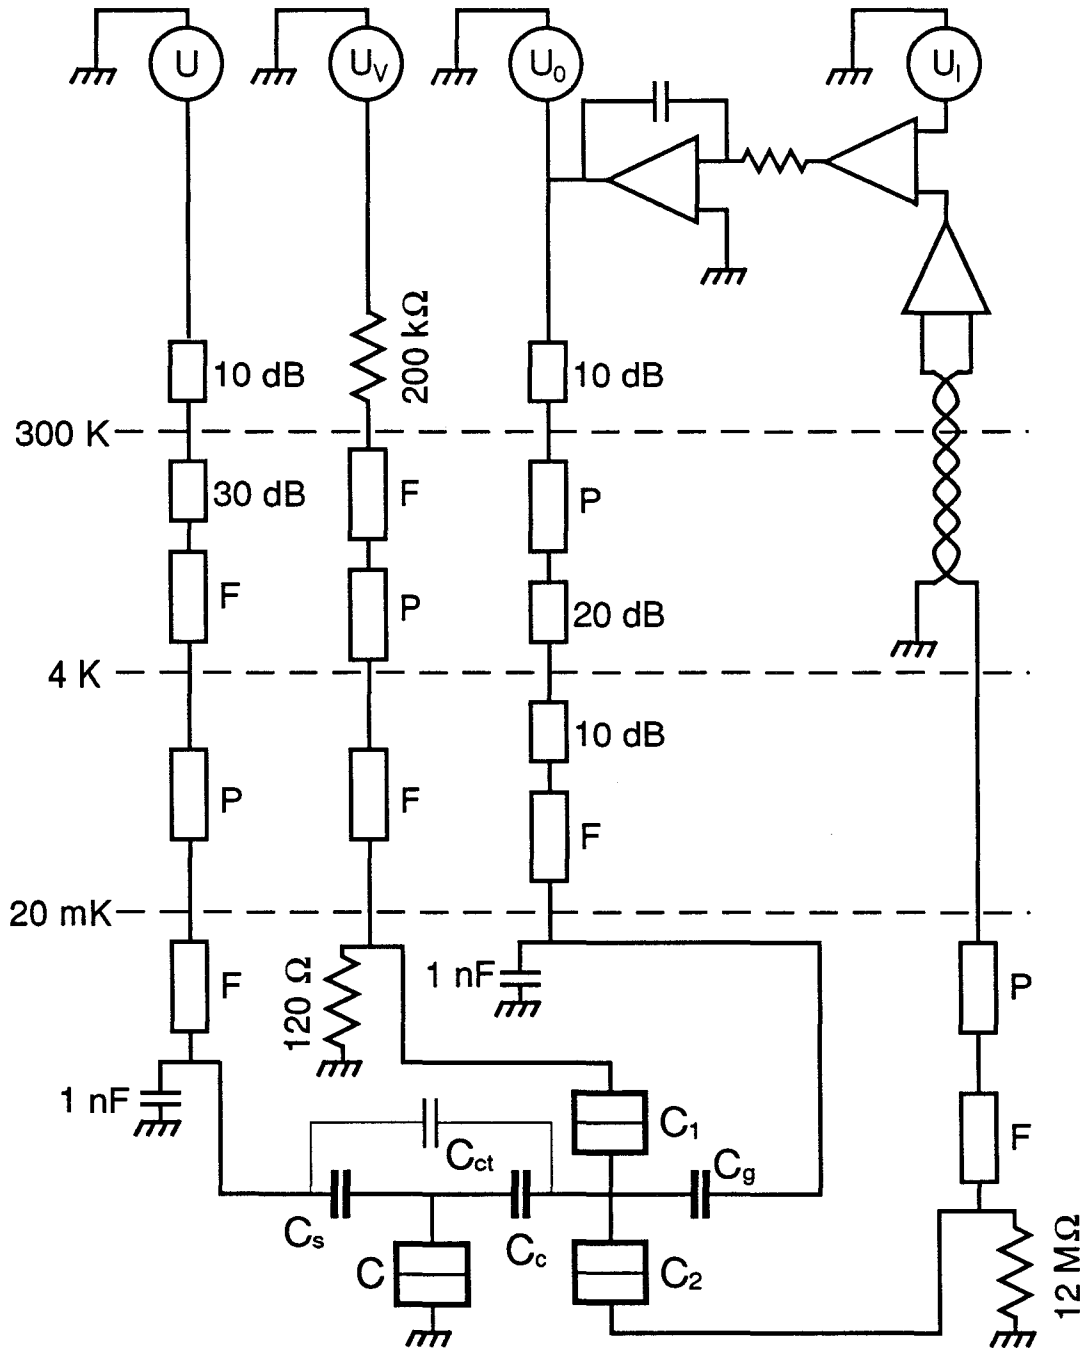 U
U_V
U_0
U_I
200 kΩ
10 dB
10 dB
300 K
30 dB
F
P
F
P
20 dB
4 K
10 dB
P
F
F
20 mK
F
120 Ω
1 nF
P
1 nF
C_1
F
C_ct
C_g
C_s
C_c
C
C_2
12 MΩ